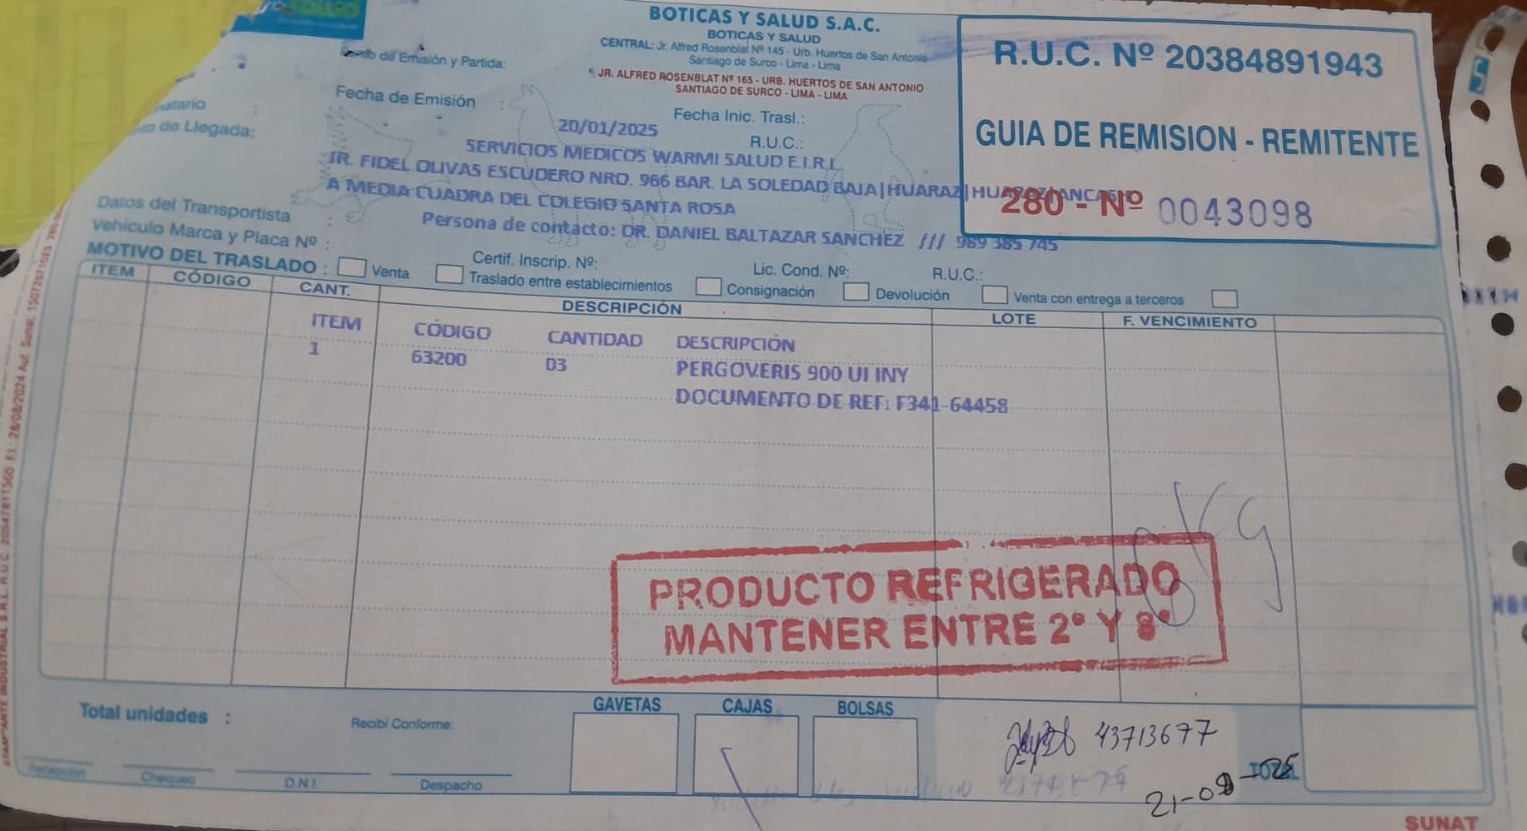 Salud
BOTICAS Y SALUD S.A.C.
BOTICAS Y SALUD
CENTRAL: Jr. Alfred Rosenblat Nº 145 - Urb. Huertos de San Antonio
Santiago de Surco - Lima - Lima
JR. ALFRED ROSENBLAT Nº 165 - URB. HUERTOS DE SAN ANTONIO
SANTIAGO DE SURCO - LIMA - LIMA
R.U.C. Nº 20384891943
GUIA DE REMISION - REMITENTE
280 - Nº 0043098
de Emisión y Partida:
Fecha de Emisión :
Fecha Inic. Trasl.:
20/01/2025
R.U.C.:
de Llegada:
SERVICIOS MEDICOS WARMI SALUD E.I.R.L.
JR. FIDEL OLIVAS ESCUDERO NRO. 966 BAR. LA SOLEDAD BAJA|HUARAZ|HUARAZ|ANCASH
A MEDIA CUADRA DEL COLEGIO SANTA ROSA
Persona de contacto: DR. DANIEL BALTAZAR SANCHEZ /// 989 385 745
Datos del Transportista :
Vehículo Marca y Placa Nº :
Certif. Inscrip. Nº:
Lic. Cond. Nº:
R.U.C.:
MOTIVO DEL TRASLADO : Venta Traslado entre establecimientos Consignación Devolución Venta con entrega a terceros
ITEM CÓDIGO CANT. DESCRIPCIÓN LOTE F. VENCIMIENTO
ITEM CÓDIGO CANTIDAD DESCRIPCIÓN
1 63200 03 PERGOVERIS 900 UI INY
DOCUMENTO DE REF: F341-64458
PRODUCTO REFRIGERADO
MANTENER ENTRE 2° Y 8°
Total unidades :
Recibí Conforme:
GAVETAS CAJAS BOLSAS
43713677
Recepción Chequeo D.N.I. Despacho
SUNAT